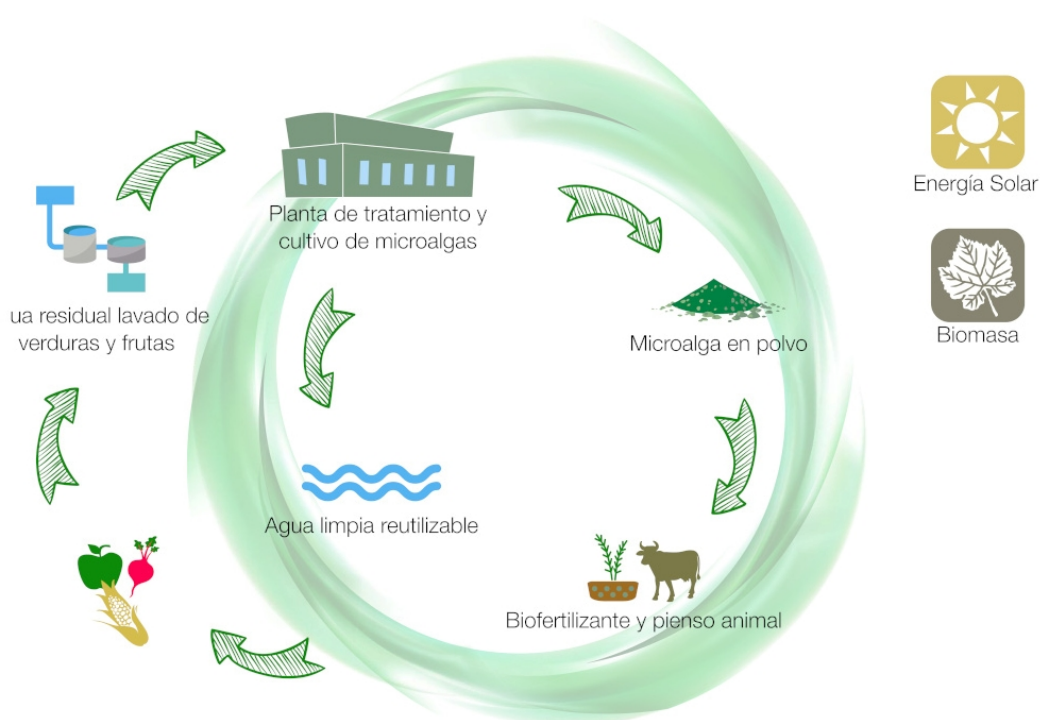 Energía Solar
Planta de tratamiento y
cultivo de microalgas
ua residual lavado de
verduras y frutas
Microalga en polvo
Biomasa
Agua limpia reutilizable
Biofertilizante y pienso animal